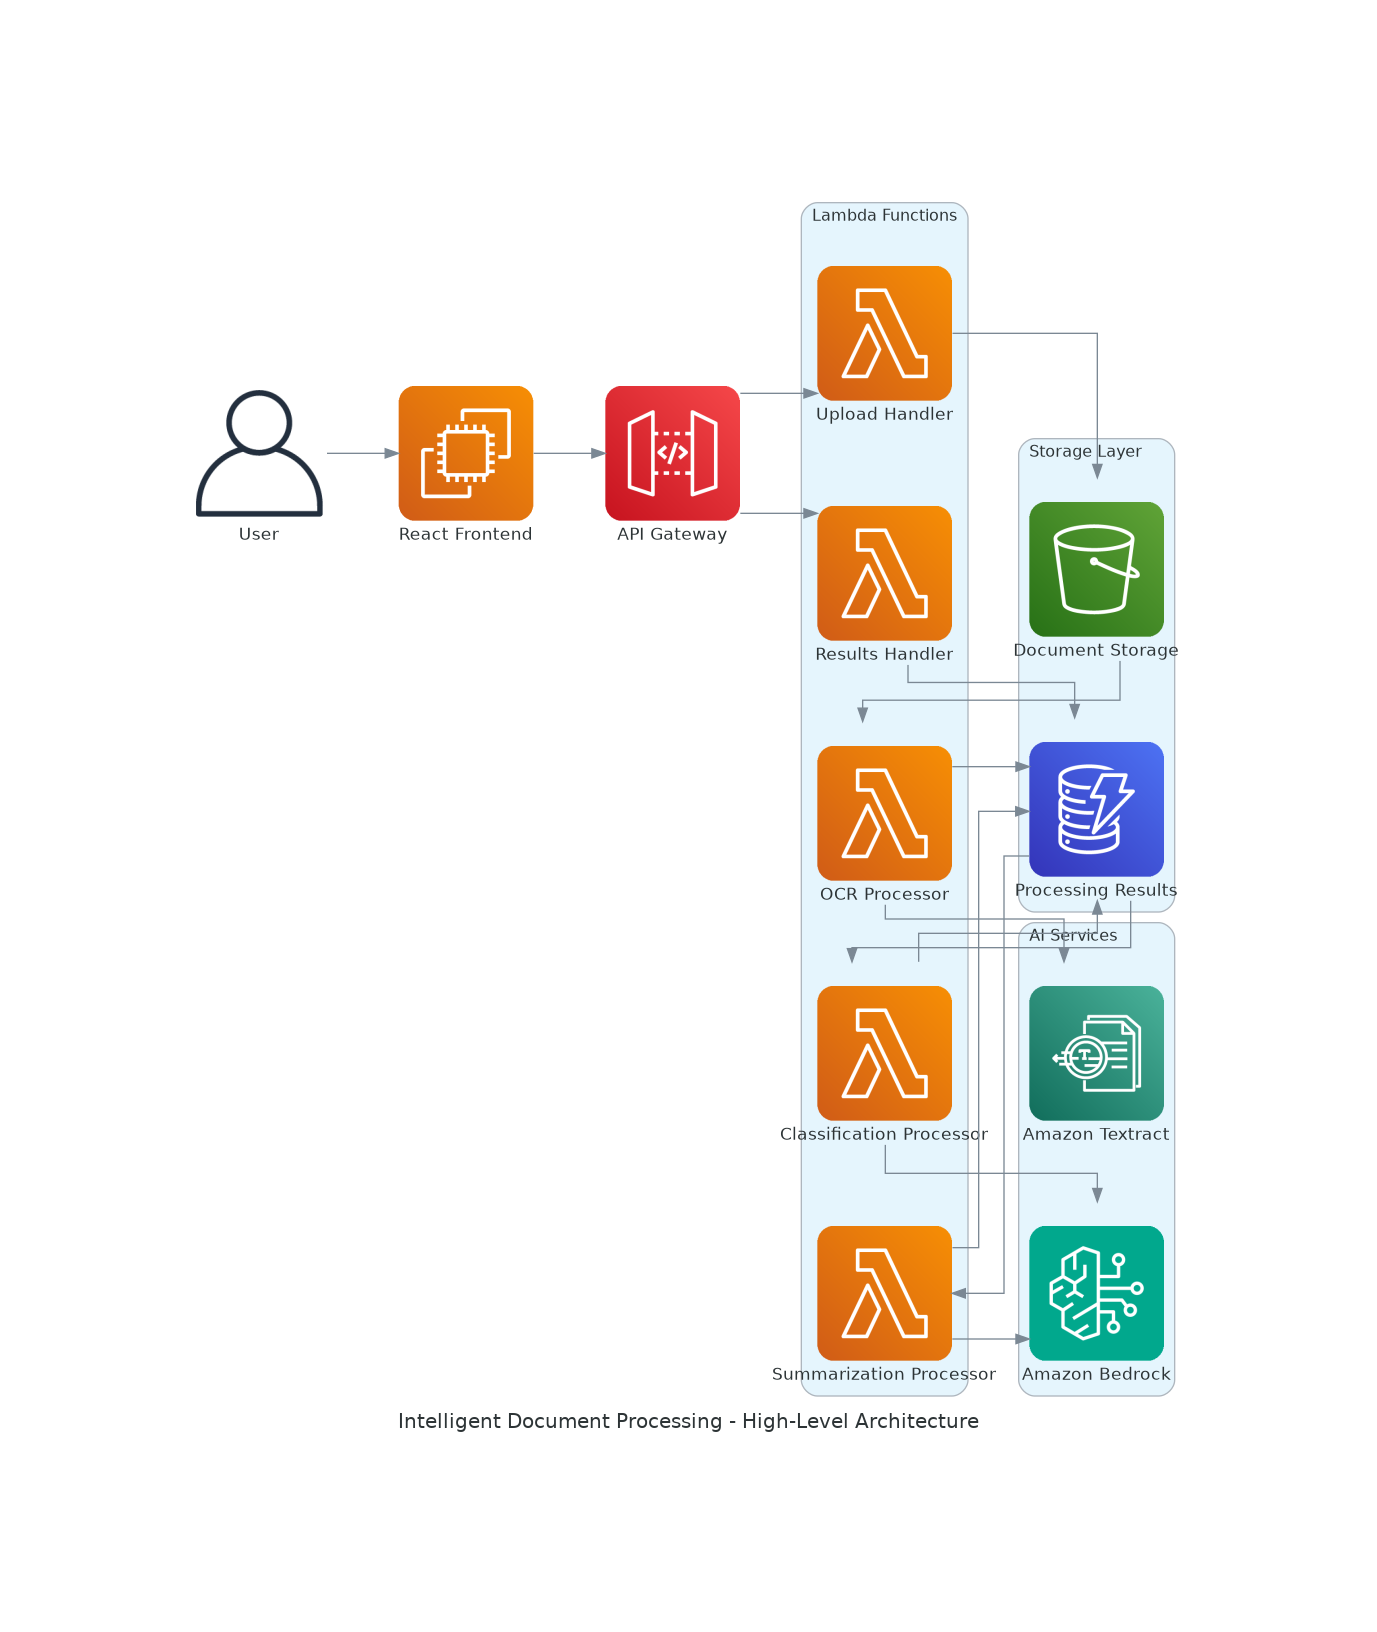 Lambda Functions
Upload Handler
User
React Frontend
API Gateway
Storage Layer
Results Handler
Document Storage
OCR Processor
Processing Results
AI Services
Classification Processor
Amazon Textract
Summarization Processor
Amazon Bedrock
Intelligent Document Processing - High-Level Architecture